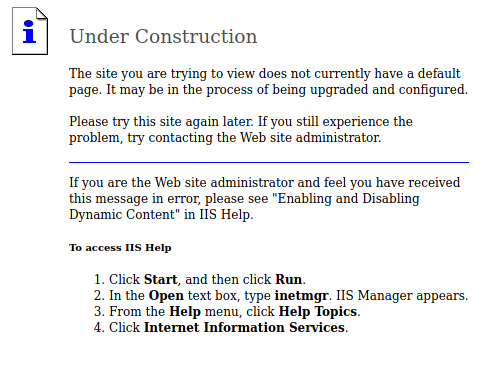 Under Construction
The site you are trying to view does not currently have a default
page. It may be in the process of being upgraded and configured.
Please try this site again later. If you still experience the
problem, try contacting the Web site administrator.
If you are the Web site administrator and feel you have received
this message in error, please see "Enabling and Disabling
Dynamic Content" in IIS Help.
To access IIS Help
1. Click Start, and then click Run.
2. In the Open text box, type inetmgr. IIS Manager appears.
3. From the Help menu, click Help Topics.
4. Click Internet Information Services.